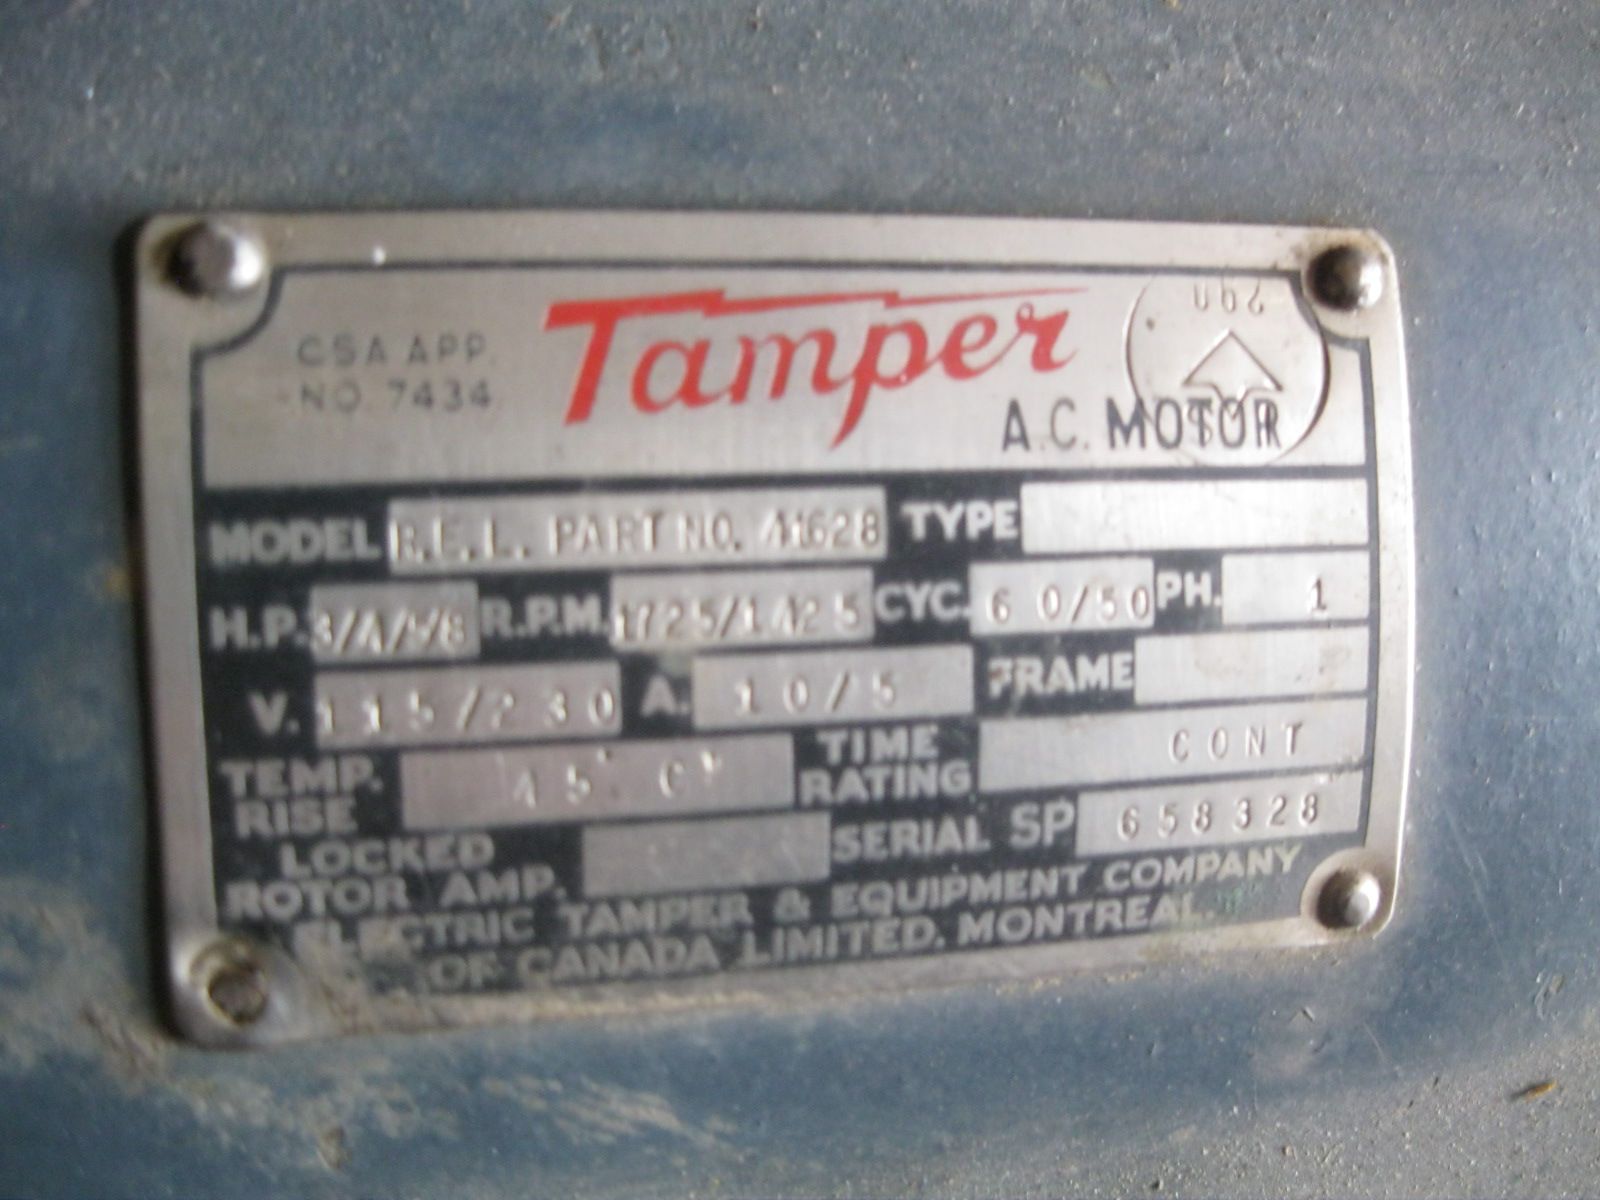 CSA APP.
NO. 7434
Tamper
A.C. MOTOR
MODEL R.E.L. PART NO. 41628 TYPE
H.P. 3/4/5/8 R.P.M. 1725/1425 CYC. 60/50 PH. 1
V. 115/230 A. 10/5 FRAME
TEMP. RISE 45° C TIME RATING CONT
LOCKED ROTOR AMP. SERIAL SP 658328
ELECTRIC TAMPER & EQUIPMENT COMPANY
OF CANADA LIMITED. MONTREAL.